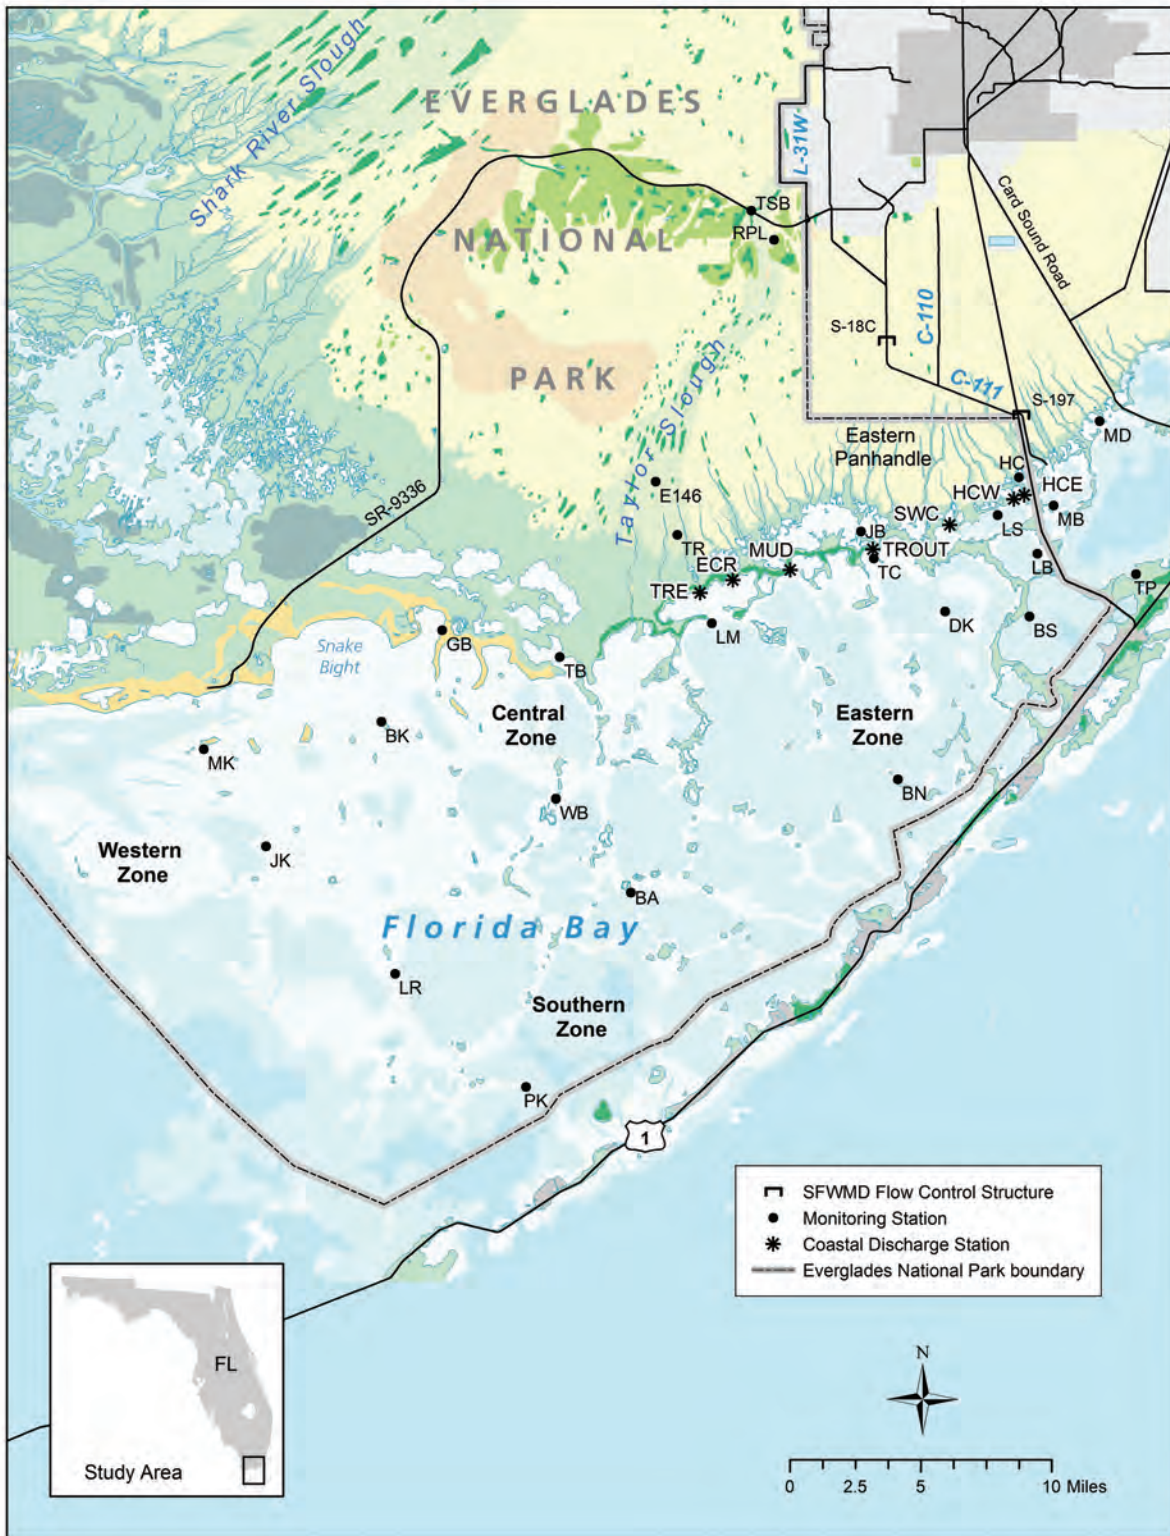 Shark River Slough
EVERGLADES
NATIONAL
PARK
L-31W
TSB
RPL
Card Sound Road
S-18C
C-110
C-111
S-197
Taylor Slough
Eastern
Panhandle
MD
HC
HCE
HCW
E146
SR-9336
SWC
LS
MB
JB
TR
MUD
TROUT
ECR
TC
LB
TRE
TP
LM
DK
BS
GB
Snake
Bight
TB
Central
Zone
Eastern
Zone
BK
MK
BN
WB
Western
Zone
JK
BA
Florida Bay
LR
Southern
Zone
PK
1
SFWMD Flow Control Structure
Monitoring Station
Coastal Discharge Station
Everglades National Park boundary
FL
Study Area
N
0 2.5 5 10 Miles